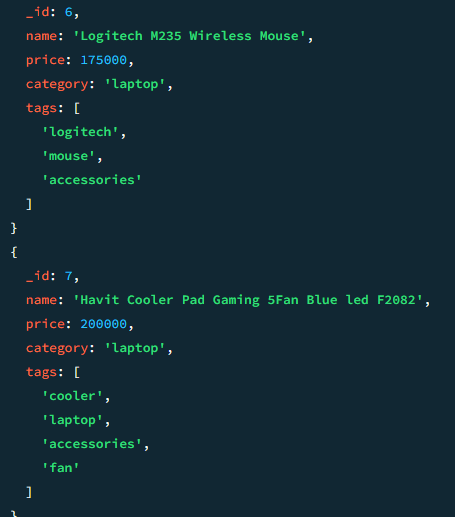 _id: 6,
name: 'Logitech M235 Wireless Mouse',
price: 175000,
category: 'laptop',
tags: [
'logitech',
'mouse',
'accessories'
]
}
{
_id: 7,
name: 'Havit Cooler Pad Gaming 5Fan Blue led F2082',
price: 200000,
category: 'laptop',
tags: [
'cooler',
'laptop',
'accessories',
'fan'
]
}